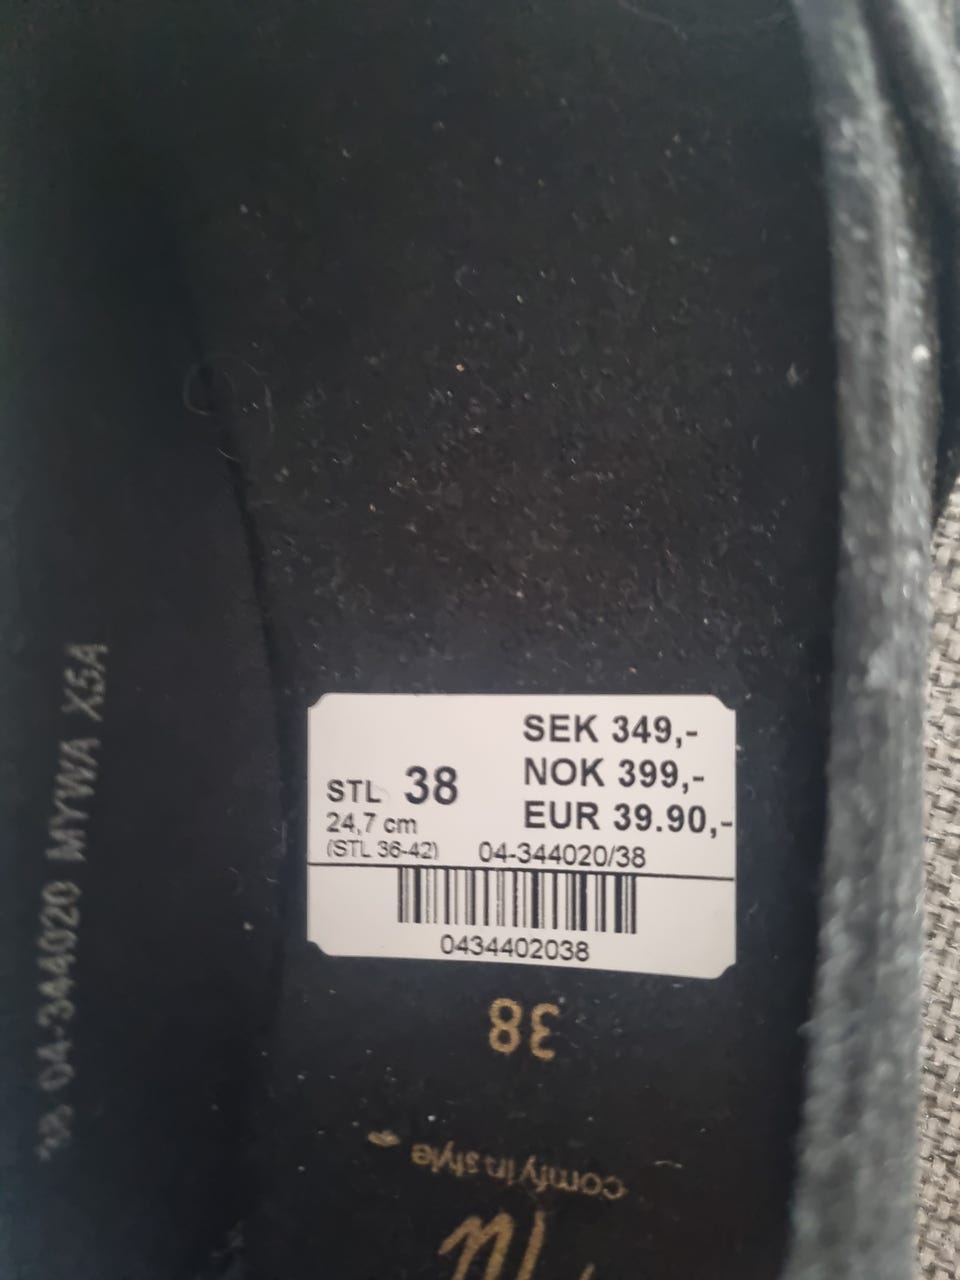 SEK 349,-
STL 38
NOK 399,-
24,7 cm
EUR 39.90,-
(STL 36-42) 04-344020/38
0434402038
38
comfy in style
38 04-344020 MYWA X5A